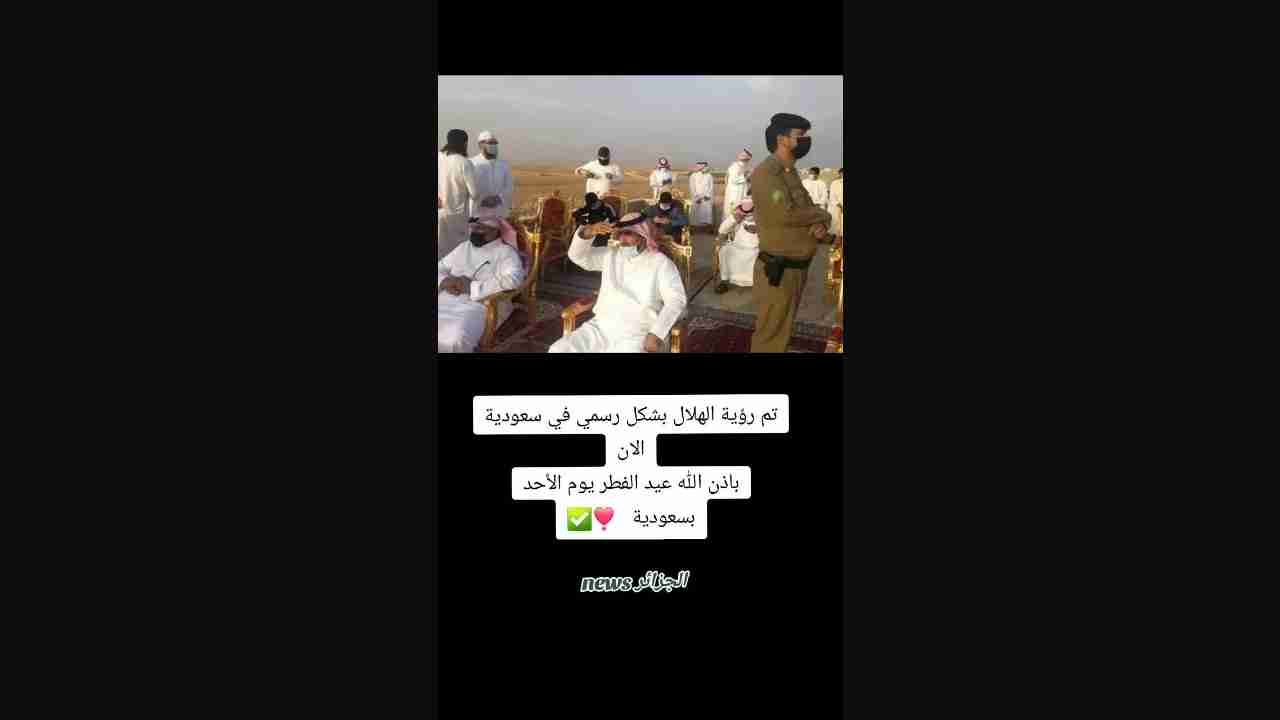 تم رؤية الهلال بشكل رسمي في سعودية
الان
باذن الله عيد الفطر يوم الأحد
بسعودية ❣️✅
الجزائر news